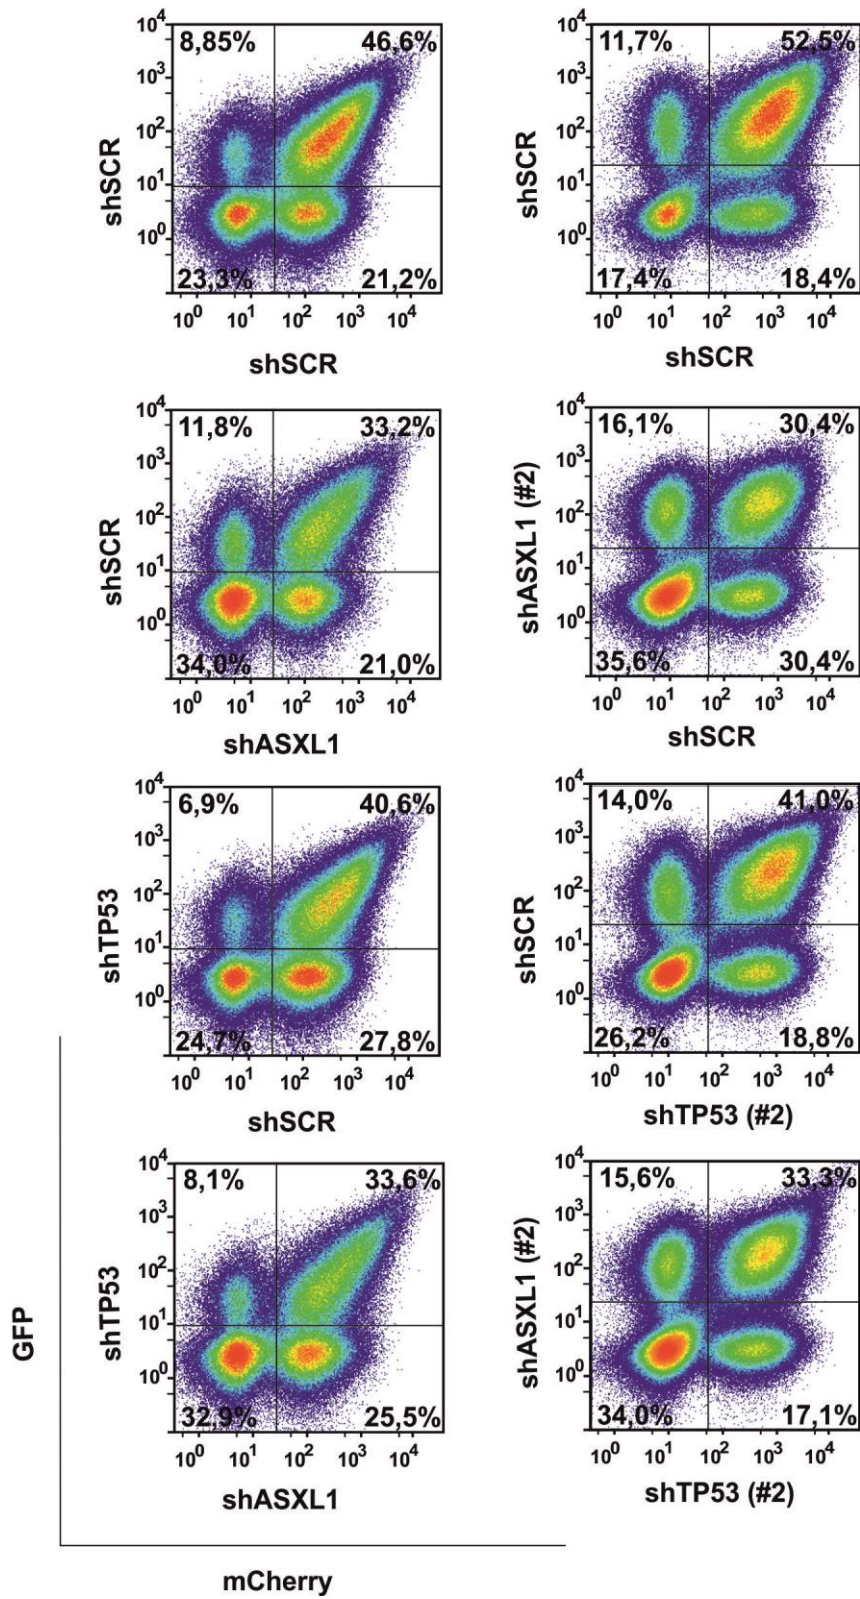 10⁴
8,85% 46,6%
10³
10²
10¹
10⁰
23,3% 21,2%
10⁰ 10¹ 10² 10³ 10⁴
shSCR
shSCR
10⁴
11,7% 52,5%
10³
10²
10¹
10⁰
17,4% 18,4%
10⁰ 10¹ 10² 10³ 10⁴
shSCR
shSCR
10⁴
11,8% 33,2%
10³
10²
10¹
10⁰
34,0% 21,0%
10⁰ 10¹ 10² 10³ 10⁴
shSCR
shASXL1
10⁴
16,1% 30,4%
10³
10²
10¹
10⁰
35,6% 30,4%
10⁰ 10¹ 10² 10³ 10⁴
shASXL1 (#2)
shSCR
10⁴
6,9% 40,6%
10³
10²
10¹
10⁰
24,7% 27,8%
10⁰ 10¹ 10² 10³ 10⁴
shTP53
shSCR
10⁴
14,0% 41,0%
10³
10²
10¹
10⁰
26,2% 18,8%
10⁰ 10¹ 10² 10³ 10⁴
shSCR
shTP53 (#2)
10⁴
8,1% 33,6%
10³
10²
10¹
10⁰
32,9% 25,5%
10⁰ 10¹ 10² 10³ 10⁴
shTP53
shASXL1
10⁴
15,6% 33,3%
10³
10²
10¹
10⁰
34,0% 17,1%
10⁰ 10¹ 10² 10³ 10⁴
shASXL1 (#2)
shTP53 (#2)
GFP
mCherry